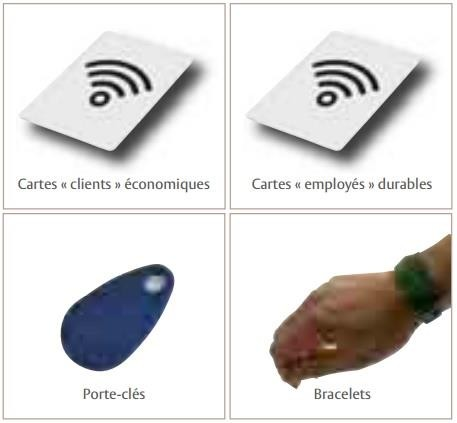 Cartes « clients » économiques
Cartes « employés » durables
Porte-clés
Bracelets